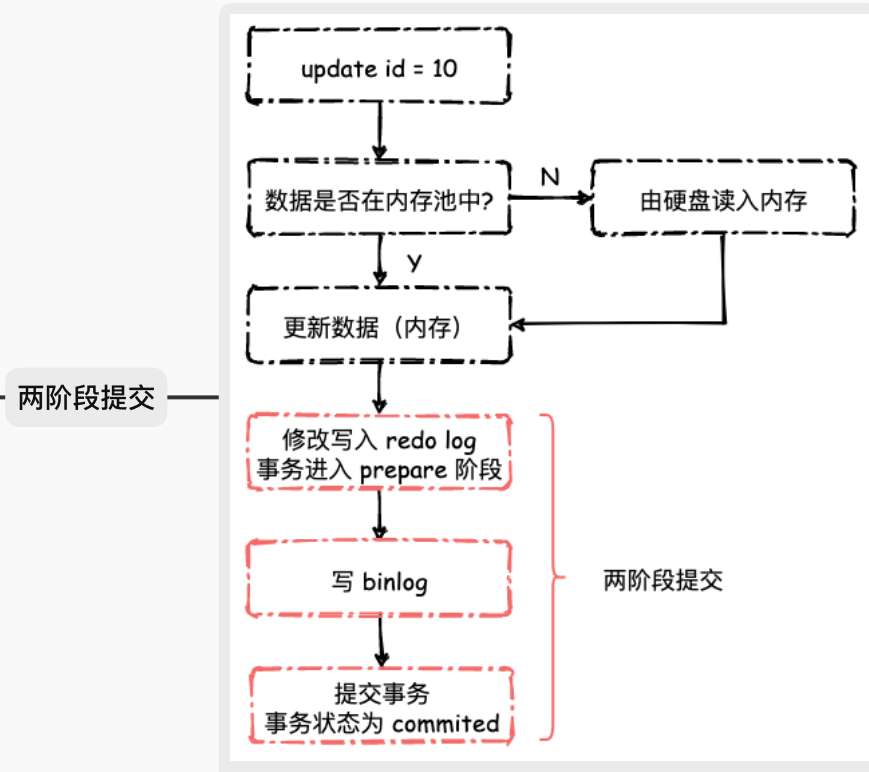 update id = 10
数据是否在内存池中?
N
由硬盘读入内存
Y
更新数据（内存）
两阶段提交
修改写入 redo log
事务进入 prepare 阶段
写 binlog
两阶段提交
提交事务
事务状态为 commited